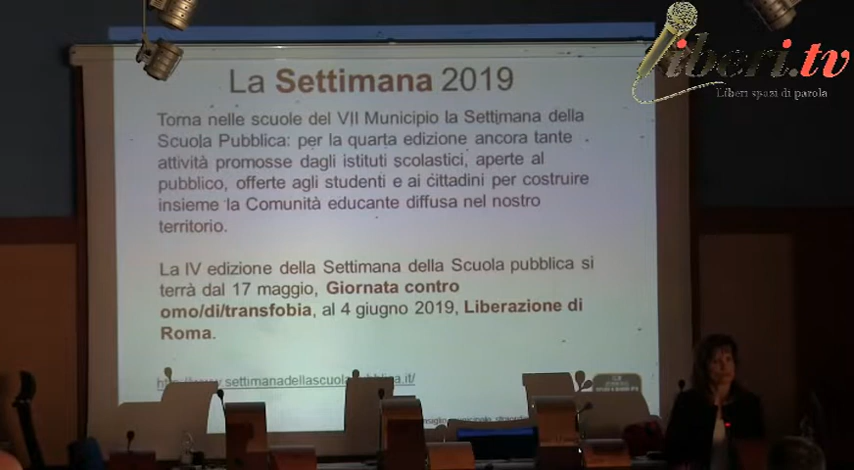 Liberi.tv
Liberi spazi di parola
La Settimana 2019
Torna nelle scuole del VII Municipio la Settimana della
Scuola Pubblica: per la quarta edizione ancora tante
attività promosse dagli istituti scolastici, aperte al
pubblico, offerte agli studenti e ai cittadini per costruire
insieme la Comunità educante diffusa nel nostro
territorio.
La IV edizione della Settimana della Scuola pubblica si
terrà dal 17 maggio, Giornata contro
omo/di/transfobia, al 4 giugno 2019, Liberazione di
Roma.